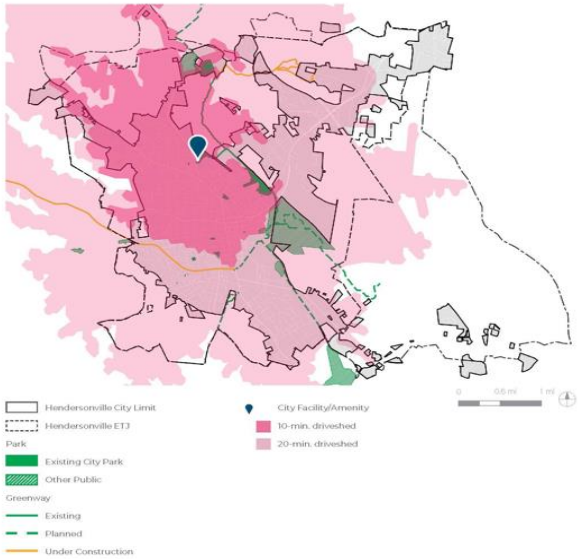 0 0.5 mi 1 mi
Hendersonville City Limit
Hendersonville ETJ
Park
Existing City Park
Other Public
Greenway
Existing
Planned
Under Construction
City Facility/Amenity
10-min. driveshed
20-min. driveshed